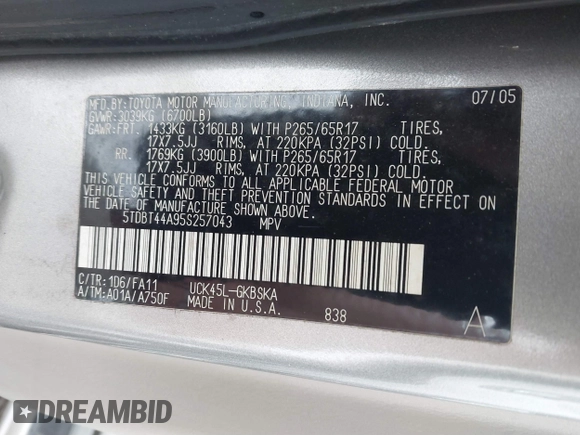 MFD.BY:TOYOTA MOTOR MANUFACTURING, INDIANA, INC. 07/05
GVWR:3039KG (6700LB)
GAWR:FRT. 1433KG (3160LB) WITH P265/65R17 TIRES,
17X7.5JJ RIMS, AT 220KPA (32PSI) COLD.
RR. 1769KG (3900LB) WITH P265/65R17 TIRES,
17X7.5JJ RIMS, AT 220KPA (32PSI) COLD.
THIS VEHICLE CONFORMS TO ALL APPLICABLE FEDERAL MOTOR
VEHICLE SAFETY AND THEFT PREVENTION STANDARDS IN EFFECT ON
THE DATE OF MANUFACTURE SHOWN ABOVE.
5TDBT44A95S257043 MPV
C/TR:1D6/FA11 UCK45L-GKBSKA
A/TM:A01A/A750F MADE IN U.S.A. 838 A
DREAMBID